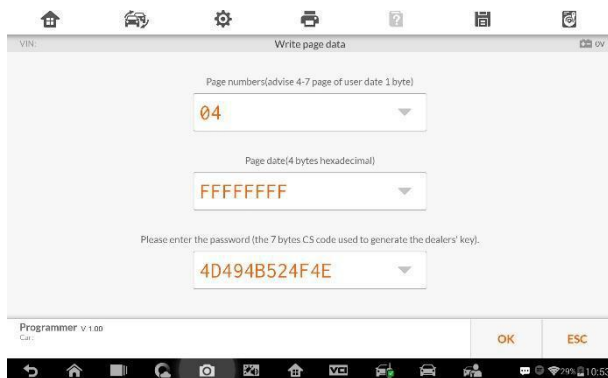 VIN:
Write page data
0V
Page numbers(advise 4-7 page of user date 1 byte)
04
Page date(4 bytes hexadecimal)
FFFFFFFF
Please enter the password (the 7 bytes CS code used to generate the dealers' key).
4D494B524F4E
Programmer V 1.00
Car:
OK
ESC
VCI
29% 10:53